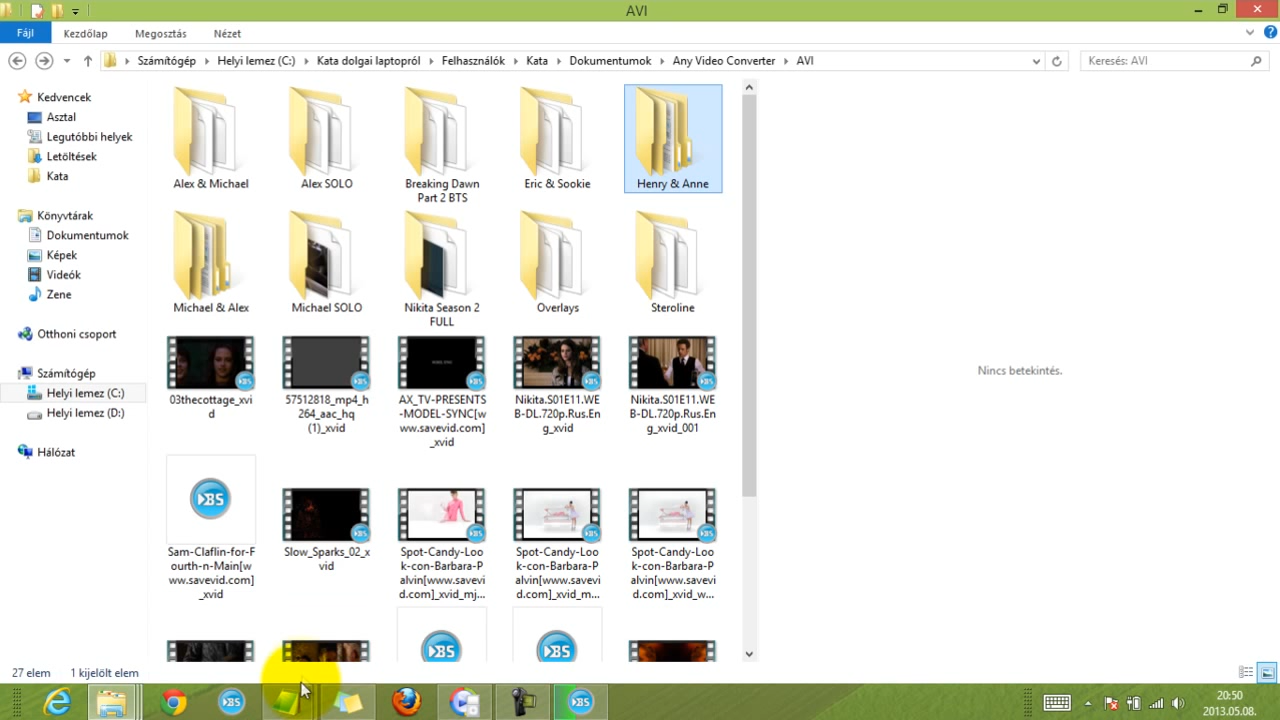 AVI
Fájl
Kezdőlap
Megosztás
Nézet
Számítógép
Helyi lemez (C:)
Kata dolgai laptopról
Felhasználók
Kata
Dokumentumok
Any Video Converter
AVI
Keresés: AVI
Kedvencek
Asztal
Legutóbbi helyek
Letöltések
Kata
Könyvtárak
Dokumentumok
Képek
Videók
Zene
Otthoni csoport
Számítógép
Helyi lemez (C:)
Helyi lemez (D:)
Hálózat
Alex & Michael
Alex SOLO
Breaking Dawn
Part 2 BTS
Eric & Sookie
Henry & Anne
Michael & Alex
Michael SOLO
Nikita Season 2
FULL
Overlays
Steroline
03thecottage_xvi
d
57512818_mp4_h
264_aac_hq
(1)_xvid
AX_TV-PRESENTS
-MODEL-SYNC[w
ww.savevid.com]
_xvid
Nikita.S01E11.WE
B-DL.720p.Rus.En
g_xvid
Nikita.S01E11.WE
B-DL.720p.Rus.En
g_xvid_001
BS
Sam-Claflin-for-F
ourth-n-Main[w
ww.savevid.com]
_xvid
Slow_Sparks_02_x
vid
Spot-Candy-Loo
k-con-Barbara-P
alvin[www.savevi
d.com]_xvid_mj...
Spot-Candy-Loo
k-con-Barbara-P
alvin[www.savevi
d.com]_xvid_m...
Spot-Candy-Loo
k-con-Barbara-P
alvin[www.savevi
d.com]_xvid_w...
BS
BS
Nincs betekintés.
27 elem
1 kijelölt elem
BS
BS
20:50
2013.05.08.